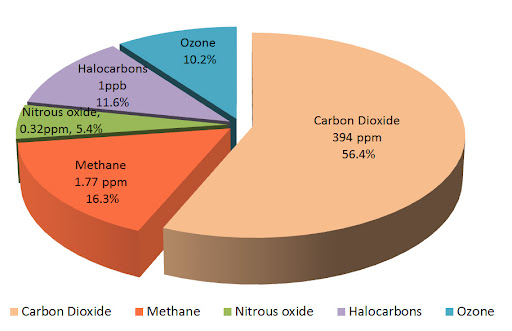 Ozone
10.2%
Halocarbons
1ppb
11.6%
Nitrous oxide,
0.32ppm, 5.4%
Methane
1.77 ppm
16.3%
Carbon Dioxide
394 ppm
56.4%
Carbon Dioxide Methane Nitrous oxide Halocarbons Ozone